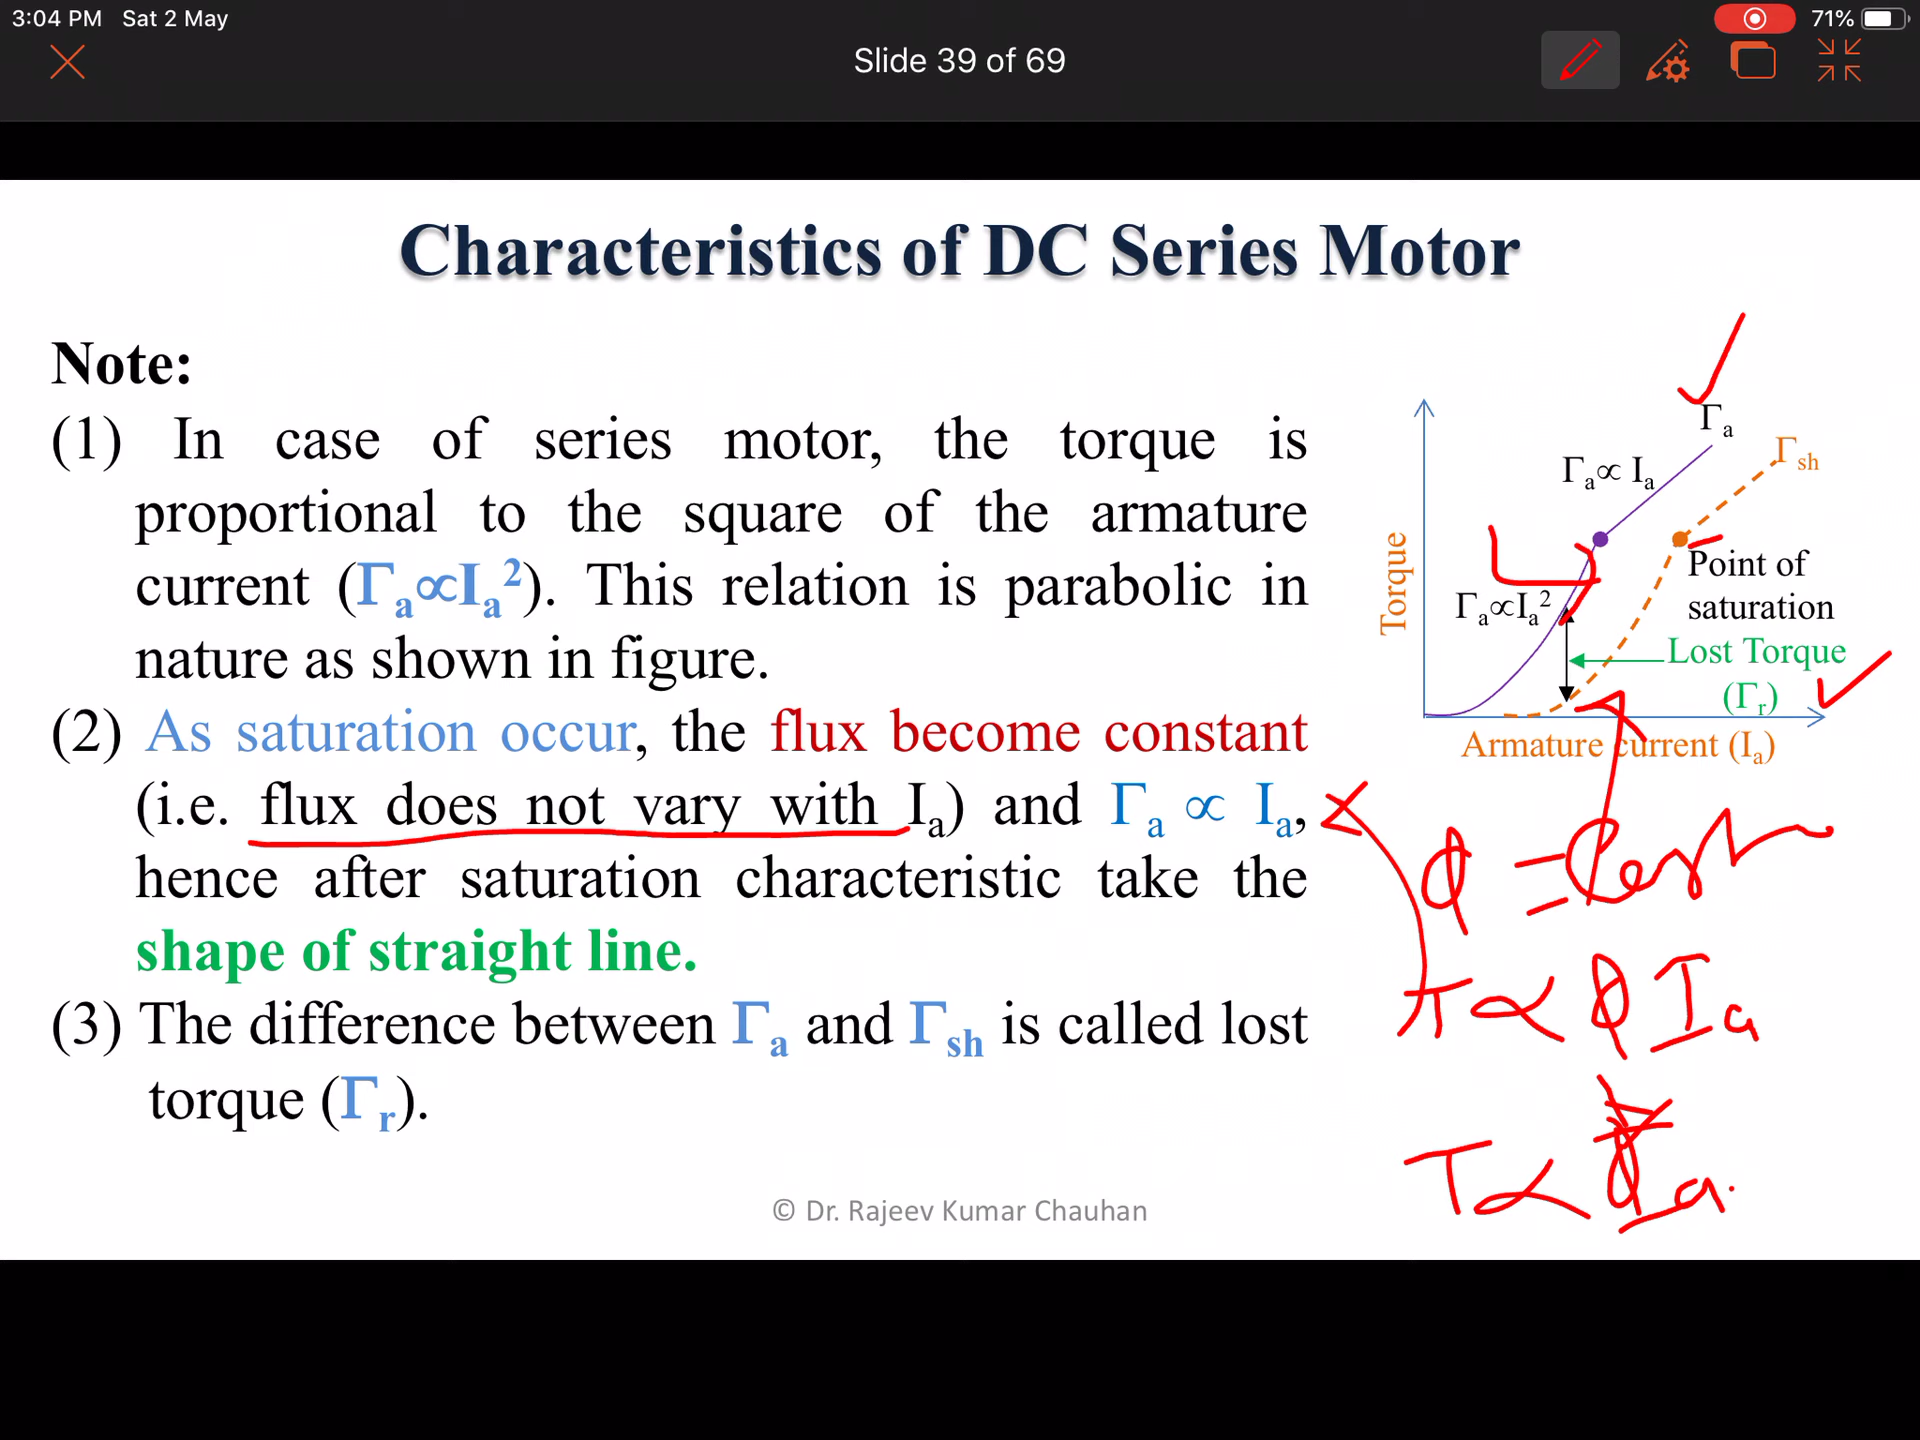 3:04 PM Sat 2 May
71%
Slide 39 of 69
Characteristics of DC Series Motor
Note:
(1) In case of series motor, the torque is
proportional to the square of the armature
current (Γₐ∝Iₐ²). This relation is parabolic in
nature as shown in figure.
(2) As saturation occur, the flux become constant
(i.e. flux does not vary with Iₐ) and Γₐ ∝ Iₐ,
hence after saturation characteristic take the
shape of straight line.
(3) The difference between Γₐ and Γsh is called lost
torque (Γr).
Γₐ
Γsh
Γₐ∝ Iₐ
Torque
Point of
saturation
Γₐ∝Iₐ²
Lost Torque
(Γr)
Armature current (Iₐ)
ϕ =
T ∝ ϕ Iₐ
T ∝
© Dr. Rajeev Kumar Chauhan